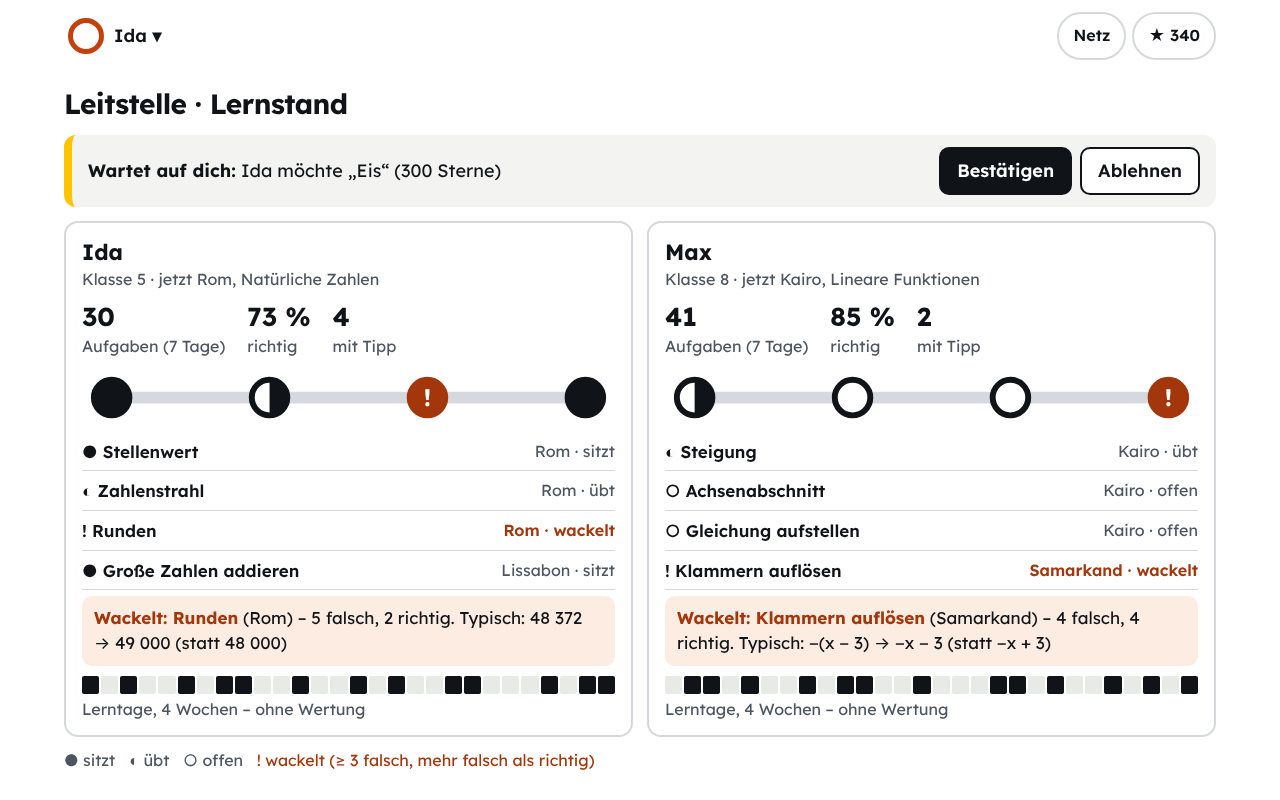 Ida ▾
Netz
★ 340
Leitstelle · Lernstand
Wartet auf dich: Ida möchte „Eis“ (300 Sterne)
Bestätigen
Ablehnen
Ida
Klasse 5 · jetzt Rom, Natürliche Zahlen
30
Aufgaben (7 Tage)
73 %
richtig
4
mit Tipp
!
● Stellenwert
Rom · sitzt
◐ Zahlenstrahl
Rom · übt
! Runden
Rom · wackelt
● Große Zahlen addieren
Lissabon · sitzt
Wackelt: Runden (Rom) – 5 falsch, 2 richtig. Typisch: 48 372
→ 49 000 (statt 48 000)
Lerntage, 4 Wochen – ohne Wertung
Max
Klasse 8 · jetzt Kairo, Lineare Funktionen
41
Aufgaben (7 Tage)
85 %
richtig
2
mit Tipp
!
◐ Steigung
Kairo · übt
○ Achsenabschnitt
Kairo · offen
○ Gleichung aufstellen
Kairo · offen
! Klammern auflösen
Samarkand · wackelt
Wackelt: Klammern auflösen (Samarkand) – 4 falsch, 4
richtig. Typisch: −(x − 3) → −x − 3 (statt −x + 3)
Lerntage, 4 Wochen – ohne Wertung
● sitzt ◐ übt ○ offen ! wackelt (≥ 3 falsch, mehr falsch als richtig)